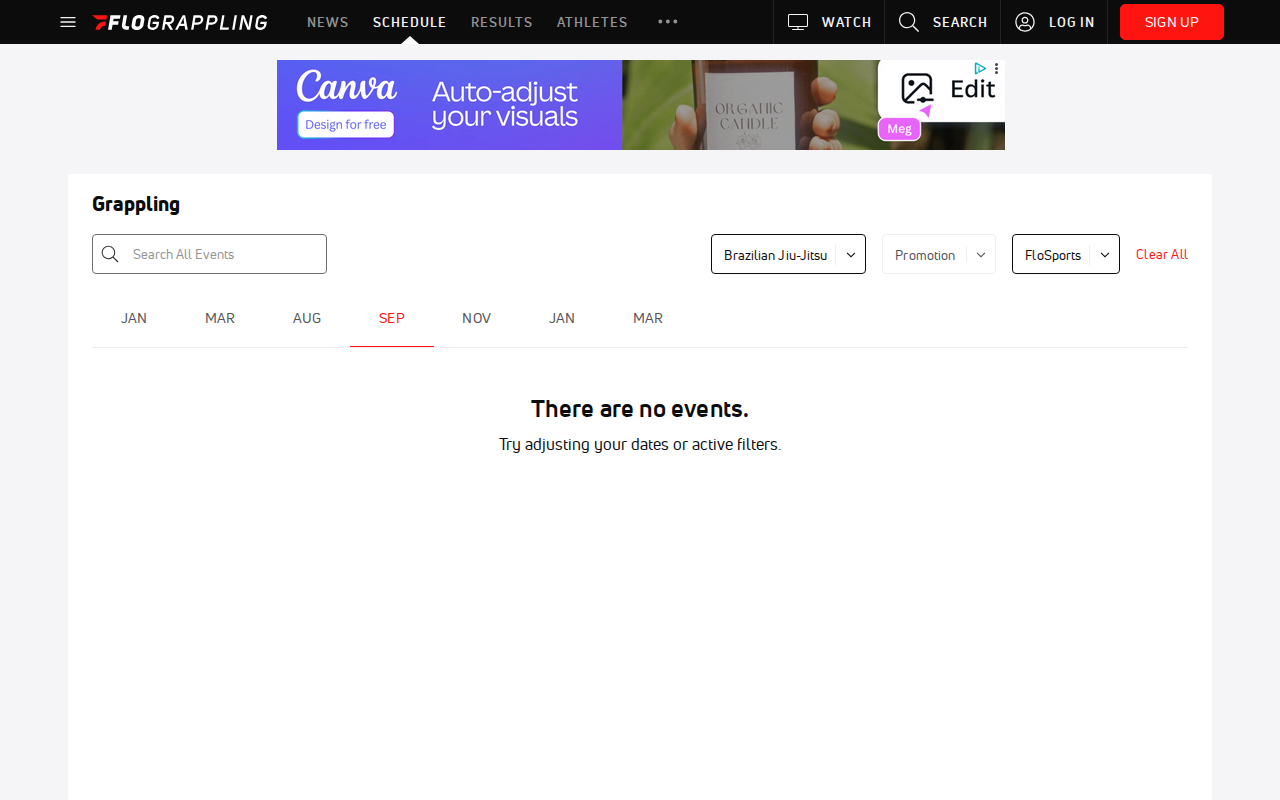 FLOGRAPPLING NEWS SCHEDULE RESULTS ATHLETES WATCH SEARCH LOG IN SIGN UP
Canva
Design for free
Auto-adjust
your visuals
ORGANIC
CANDLE
Edit
Meg
Grappling
Search All Events
Brazilian Jiu-Jitsu
Promotion
FloSports
Clear All
JAN MAR AUG SEP NOV JAN MAR
There are no events.
Try adjusting your dates or active filters.